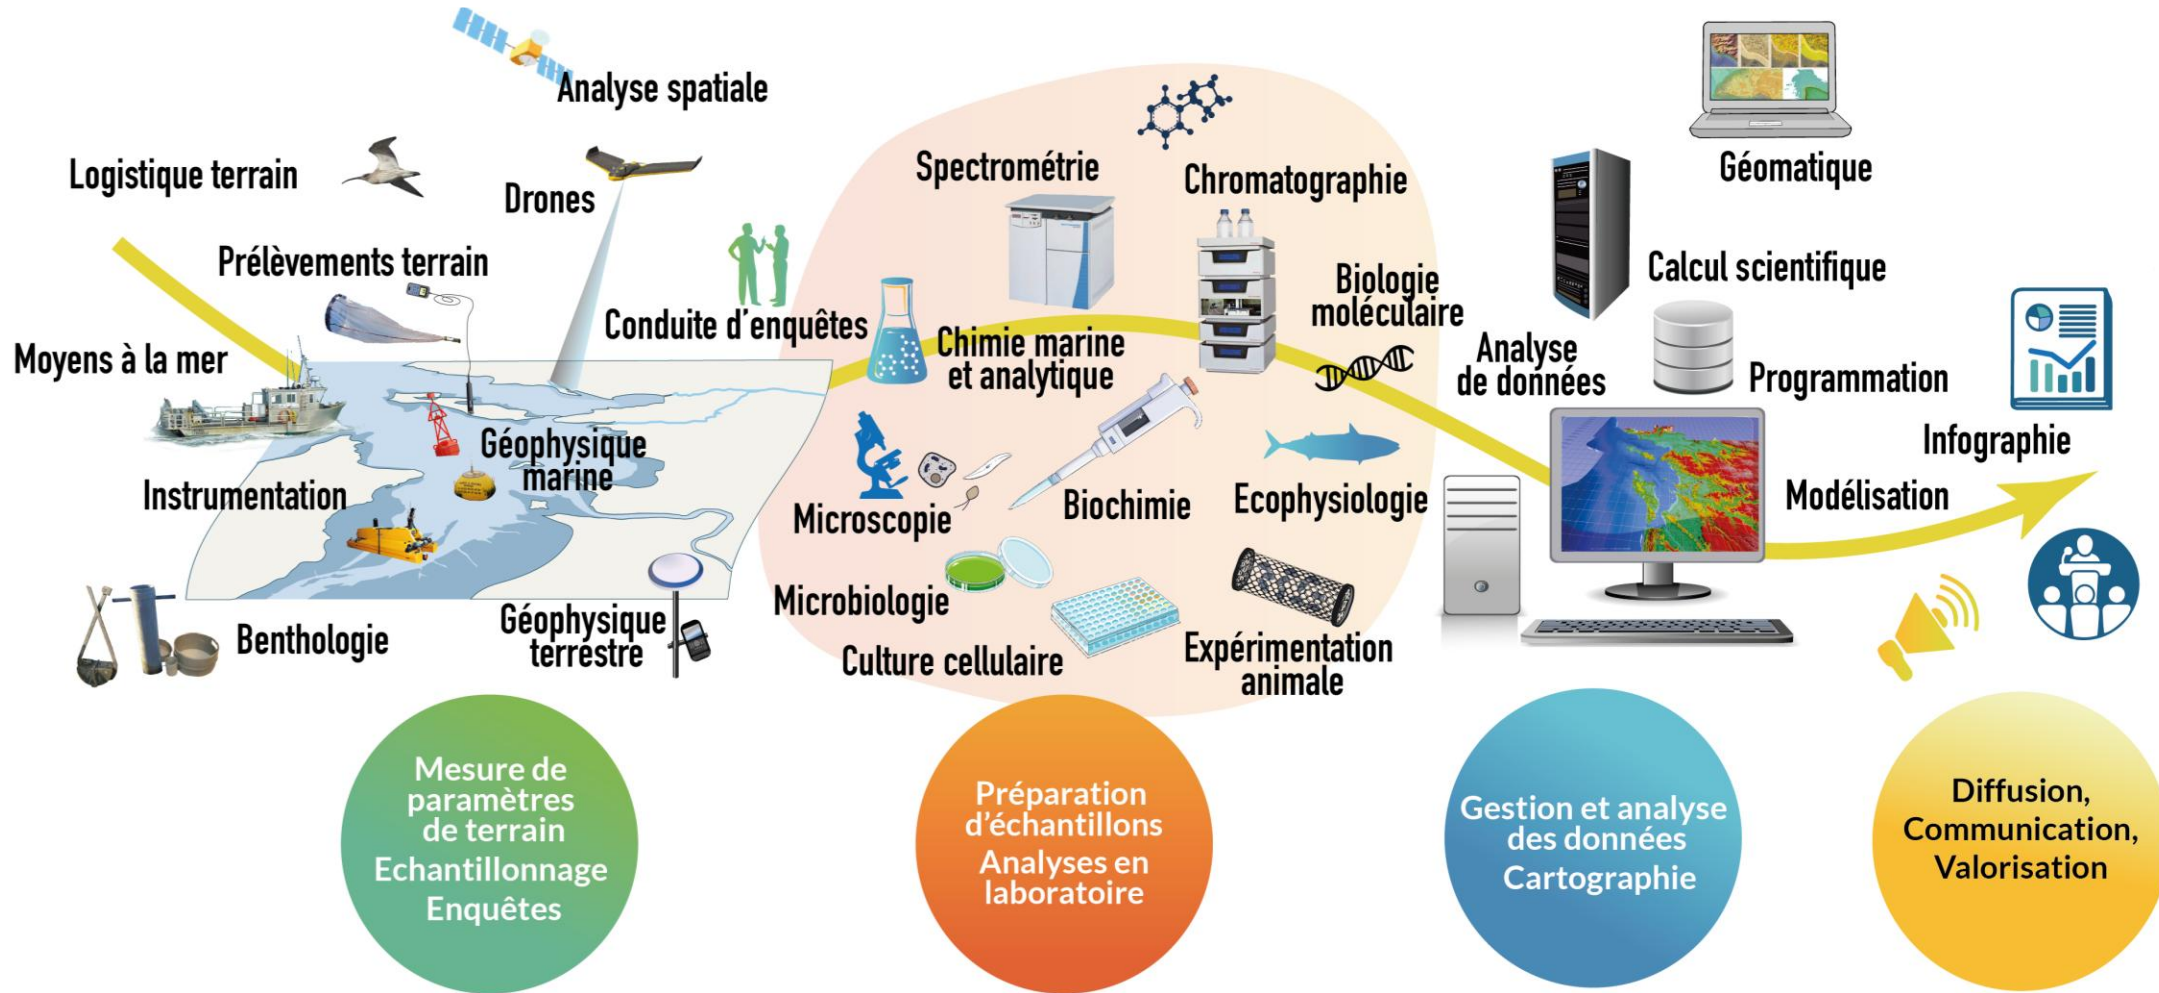 Analyse spatiale
Logistique terrain
Drones
Prélèvements terrain
Conduite d'enquêtes
Moyens à la mer
Géophysique
marine
Instrumentation
Benthologie
Géophysique
terrestre
Spectrométrie
Chromatographie
Biologie
moléculaire
Chimie marine
et analytique
Microscopie
Biochimie
Ecophysiologie
Microbiologie
Culture cellulaire
Expérimentation
animale
Géomatique
Calcul scientifique
Analyse
de données
Programmation
Infographie
Modélisation
Mesure de
paramètres
de terrain
Echantillonnage
Enquêtes
Préparation
d'échantillons
Analyses en
laboratoire
Gestion et analyse
des données
Cartographie
Diffusion,
Communication,
Valorisation